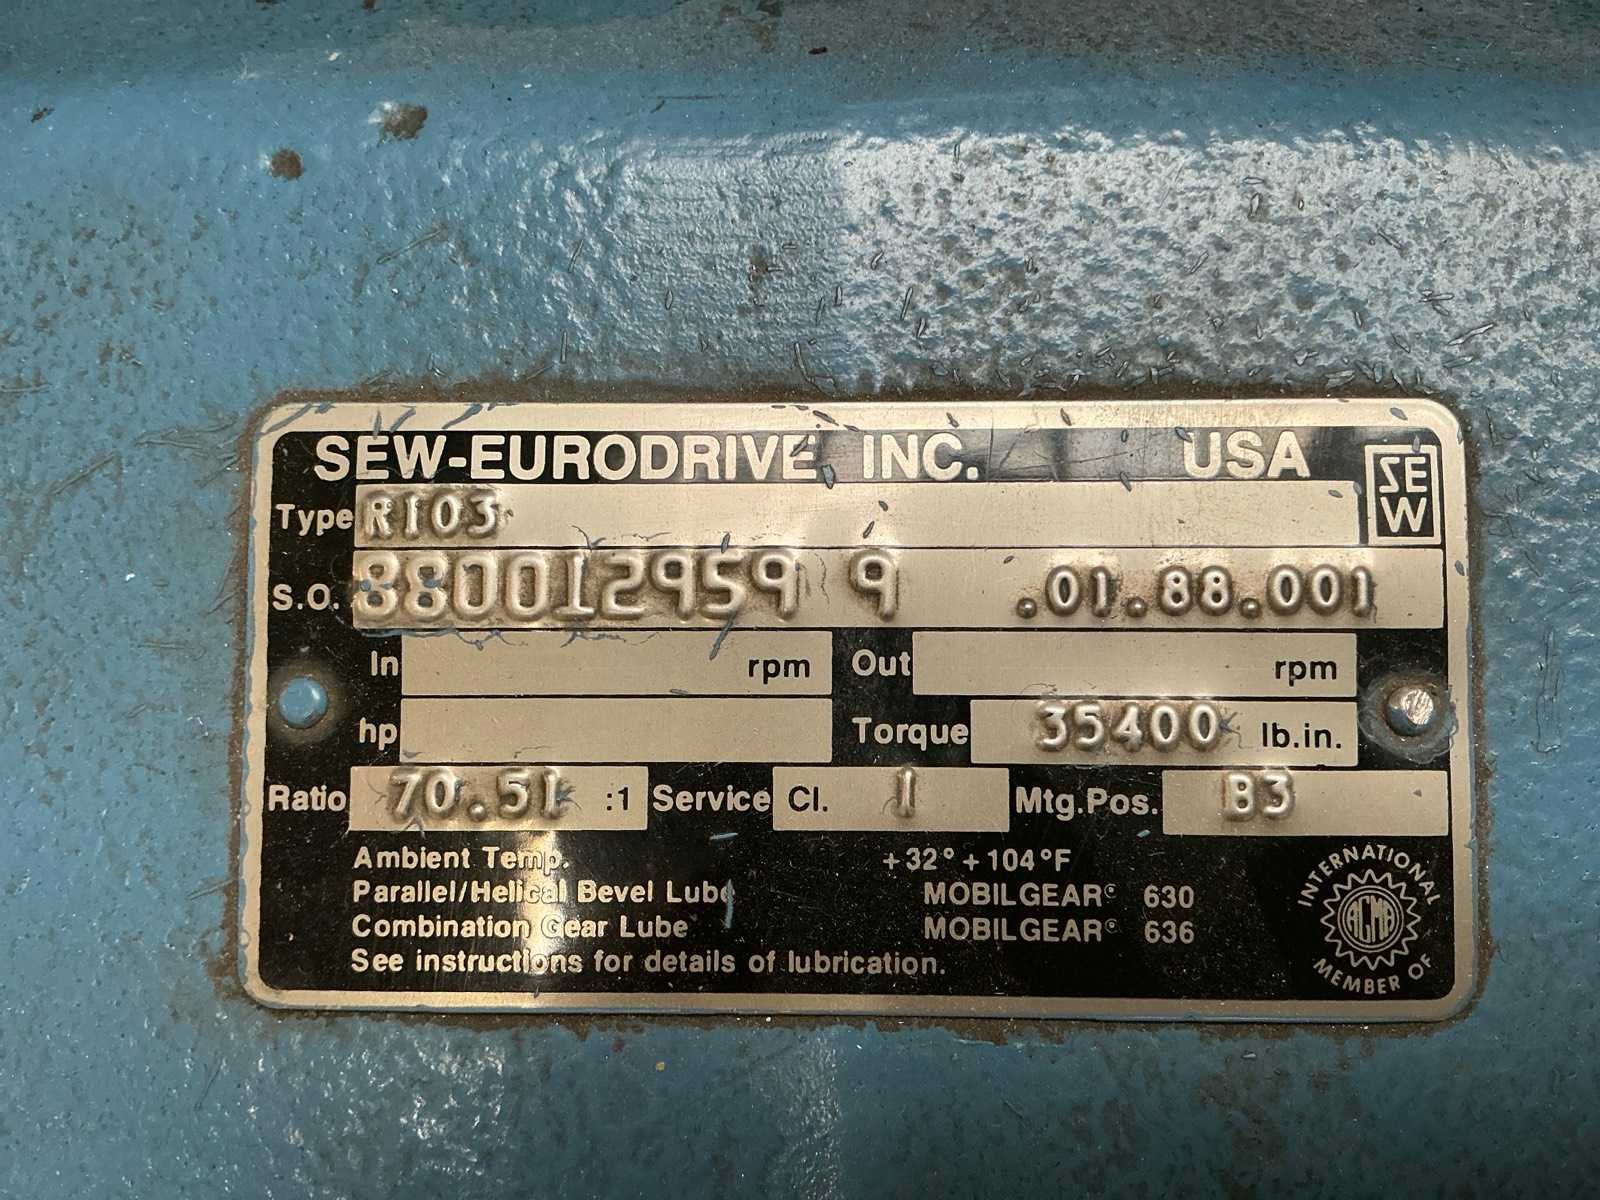 SEW-EURODRIVE INC. USA
SEW
Type R103
S.O. 880012959 9 .01.88.001
In rpm Out rpm
hp Torque 35400 lb.in.
Ratio 70.51 :1 Service Cl. 1 Mtg.Pos. B3
Ambient Temp. +32° +104°F
Parallel/Helical Bevel Lube MOBILGEAR® 630
Combination Gear Lube MOBILGEAR® 636
See instructions for details of lubrication.
INTERNATIONAL
AGMA
MEMBER OF